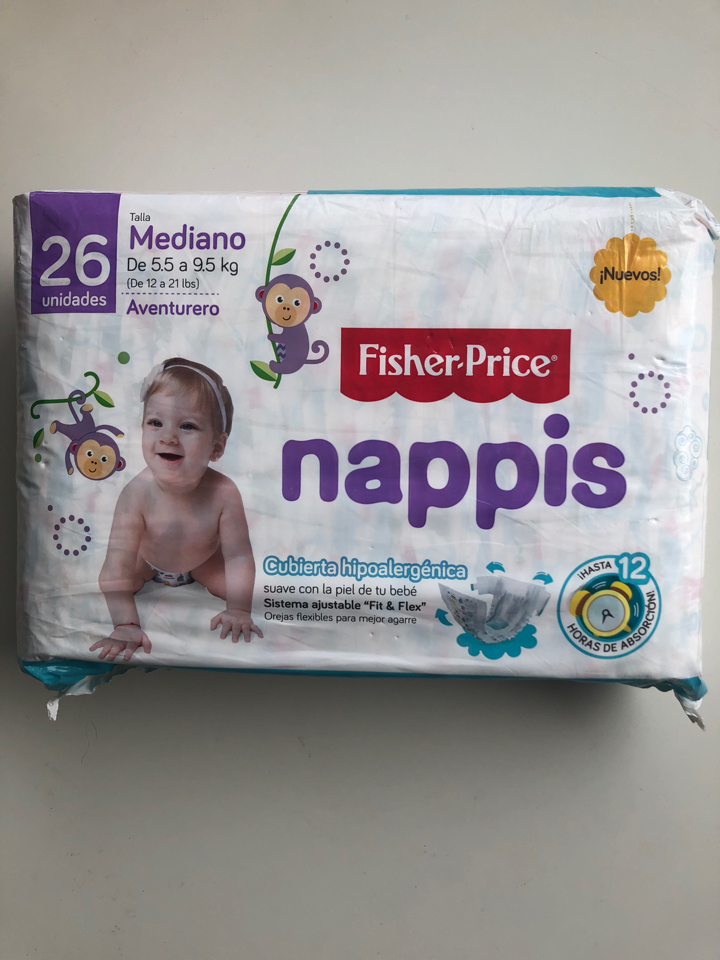 26
unidades
Talla
Mediano
De 5.5 a 9.5 kg
(De 12 a 21 lbs)
Aventurero
¡Nuevos!
Fisher-Price®
nappis
Cubierta hipoalergénica
suave con la piel de tu bebé
Sistema ajustable "Fit & Flex"
Orejas flexibles para mejor agarre
¡HASTA 12
HORAS DE ABSORCIÓN!